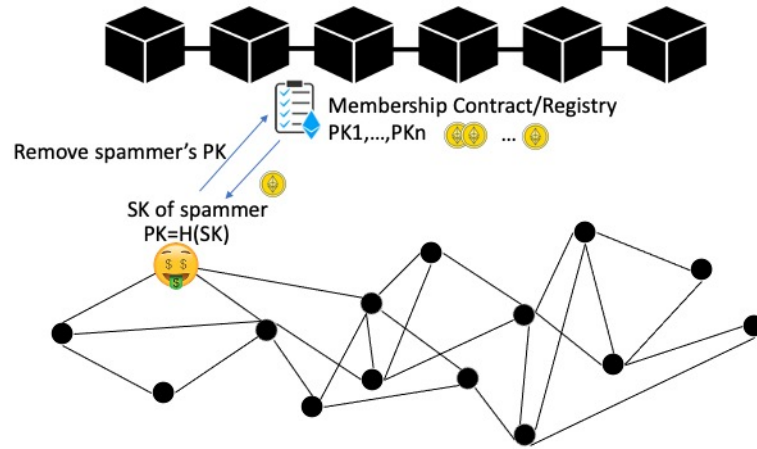 Membership Contract/Registry
PK1,...,PKn ...
Remove spammer's PK
SK of spammer
PK=H(SK)
$ $
$